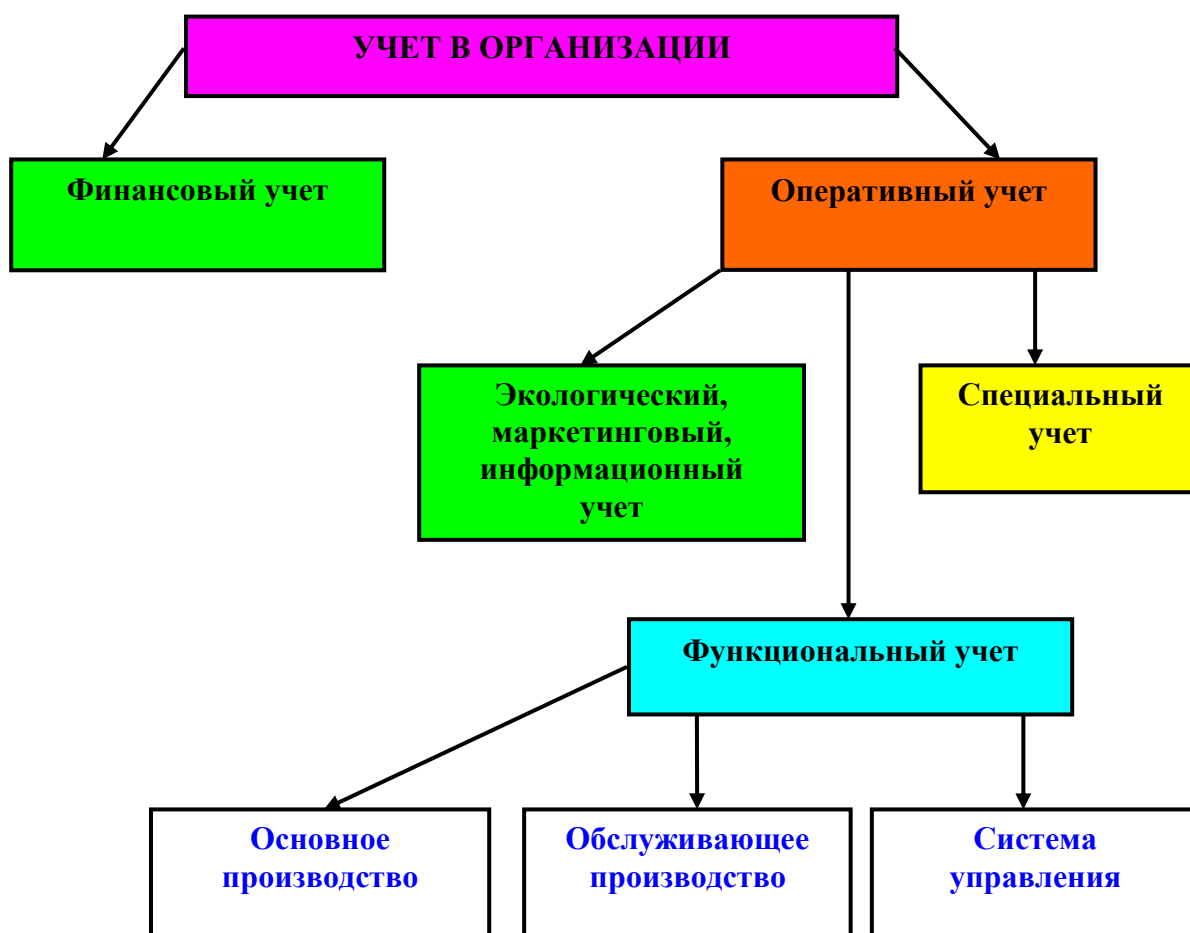 УЧЕТ В ОРГАНИЗАЦИИ
Финансовый учет
Оперативный учет
Экологический,
маркетинговый,
информационный
учет
Специальный
учет
Функциональный учет
Основное
производство
Обслуживающее
производство
Система
управления